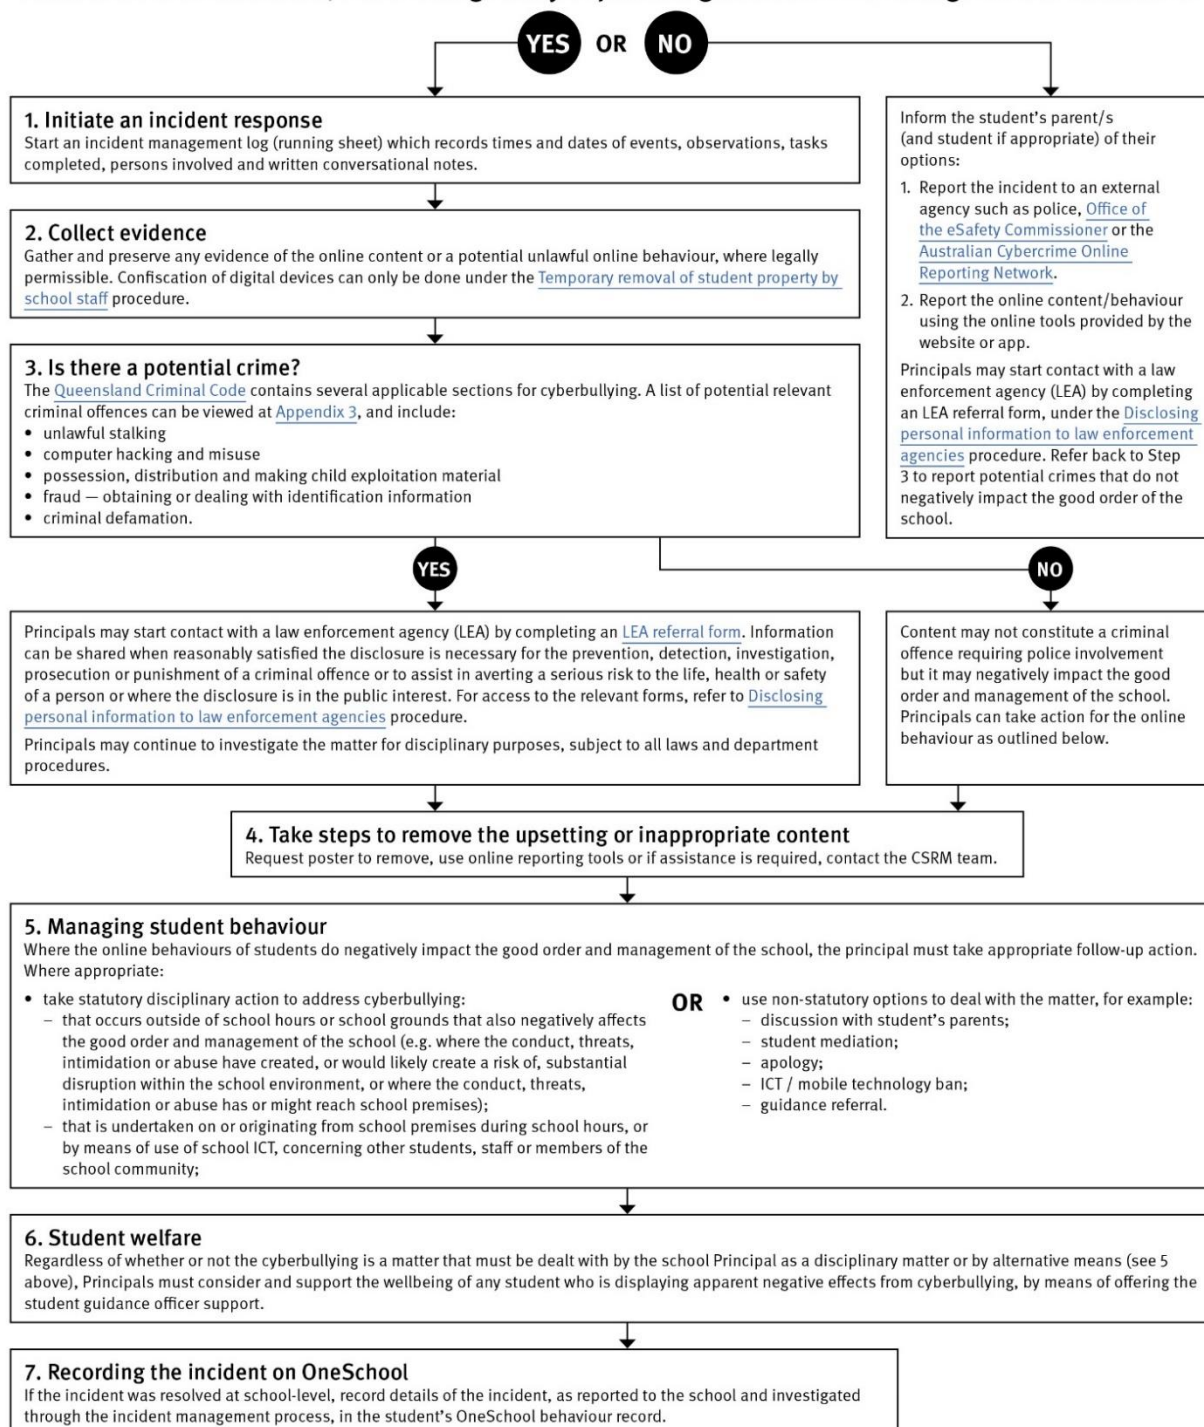 YES OR NO
1. Initiate an incident response
Start an incident management log (running sheet) which records times and dates of events, observations, tasks
completed, persons involved and written conversational notes.
2. Collect evidence
Gather and preserve any evidence of the online content or a potential unlawful online behaviour, where legally
permissible. Confiscation of digital devices can only be done under the Temporary removal of student property by
school staff procedure.
3. Is there a potential crime?
The Queensland Criminal Code contains several applicable sections for cyberbullying. A list of potential relevant
criminal offences can be viewed at Appendix 3, and include:
• unlawful stalking
• computer hacking and misuse
• possession, distribution and making child exploitation material
• fraud — obtaining or dealing with identification information
• criminal defamation.
Inform the student's parent/s
(and student if appropriate) of their
options:
1. Report the incident to an external
agency such as police, Office of
the eSafety Commissioner or the
Australian Cybercrime Online
Reporting Network.
2. Report the online content/behaviour
using the online tools provided by the
website or app.
Principals may start contact with a law
enforcement agency (LEA) by completing
an LEA referral form, under the Disclosing
personal information to law enforcement
agencies procedure. Refer back to Step
3 to report potential crimes that do not
negatively impact the good order of the
school.
YES
NO
Principals may start contact with a law enforcement agency (LEA) by completing an LEA referral form. Information
can be shared when reasonably satisfied the disclosure is necessary for the prevention, detection, investigation,
prosecution or punishment of a criminal offence or to assist in averting a serious risk to the life, health or safety
of a person or where the disclosure is in the public interest. For access to the relevant forms, refer to Disclosing
personal information to law enforcement agencies procedure.
Principals may continue to investigate the matter for disciplinary purposes, subject to all laws and department
procedures.
Content may not constitute a criminal
offence requiring police involvement
but it may negatively impact the good
order and management of the school.
Principals can take action for the online
behaviour as outlined below.
4. Take steps to remove the upsetting or inappropriate content
Request poster to remove, use online reporting tools or if assistance is required, contact the CSRM team.
5. Managing student behaviour
Where the online behaviours of students do negatively impact the good order and management of the school, the principal must take appropriate follow-up action.
Where appropriate:
• take statutory disciplinary action to address cyberbullying:
– that occurs outside of school hours or school grounds that also negatively affects
the good order and management of the school (e.g. where the conduct, threats,
intimidation or abuse have created, or would likely create a risk of, substantial
disruption within the school environment, or where the conduct, threats,
intimidation or abuse has or might reach school premises);
– that is undertaken on or originating from school premises during school hours, or
by means of use of school ICT, concerning other students, staff or members of the
school community;
OR
• use non-statutory options to deal with the matter, for example:
– discussion with student's parents;
– student mediation;
– apology;
– ICT / mobile technology ban;
– guidance referral.
6. Student welfare
Regardless of whether or not the cyberbullying is a matter that must be dealt with by the school Principal as a disciplinary matter or by alternative means (see 5
above), Principals must consider and support the wellbeing of any student who is displaying apparent negative effects from cyberbullying, by means of offering the
student guidance officer support.
7. Recording the incident on OneSchool
If the incident was resolved at school-level, record details of the incident, as reported to the school and investigated
through the incident management process, in the student's OneSchool behaviour record.